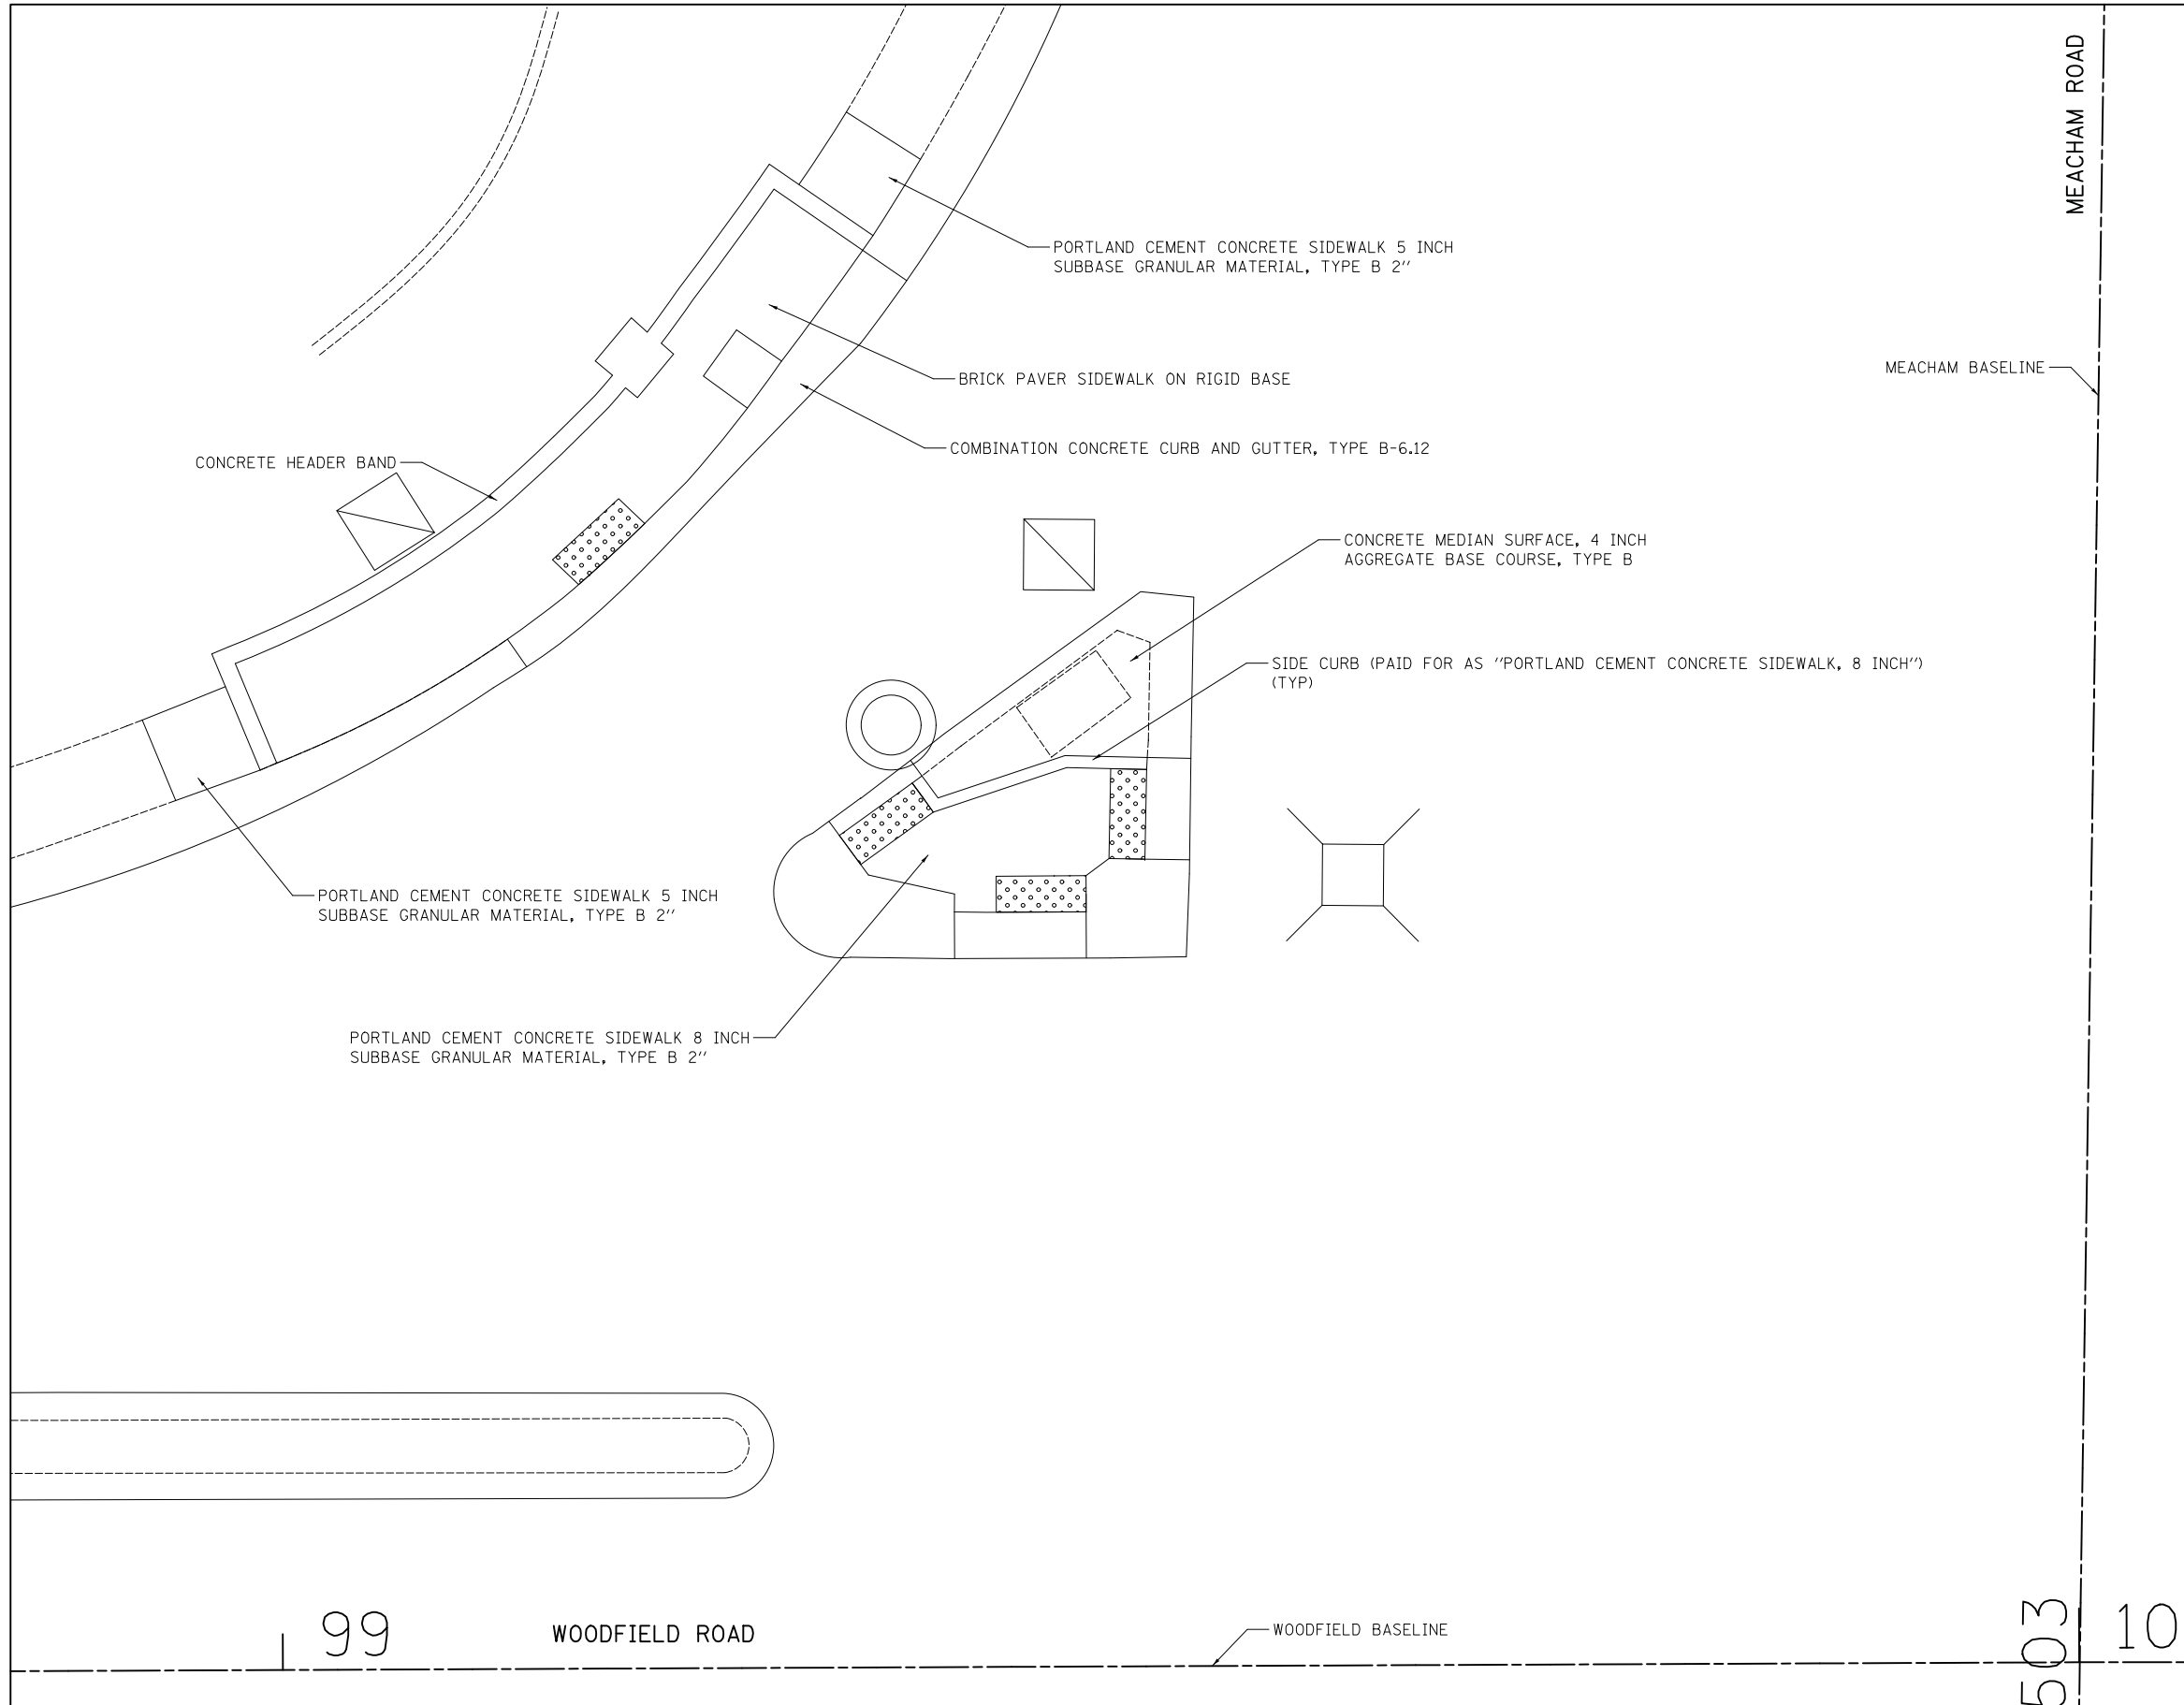 MEACHAM ROAD
PORTLAND CEMENT CONCRETE SIDEWALK 5 INCH
SUBBASE GRANULAR MATERIAL, TYPE B 2"
MEACHAM BASELINE
BRICK PAVER SIDEWALK ON RIGID BASE
COMBINATION CONCRETE CURB AND GUTTER, TYPE B-6.12
CONCRETE HEADER BAND
CONCRETE MEDIAN SURFACE, 4 INCH
AGGREGATE BASE COURSE, TYPE B
SIDE CURB (PAID FOR AS "PORTLAND CEMENT CONCRETE SIDEWALK, 8 INCH")
(TYP)
PORTLAND CEMENT CONCRETE SIDEWALK 5 INCH
SUBBASE GRANULAR MATERIAL, TYPE B 2"
PORTLAND CEMENT CONCRETE SIDEWALK 8 INCH
SUBBASE GRANULAR MATERIAL, TYPE B 2"
99
WOODFIELD ROAD
WOODFIELD BASELINE
503
10